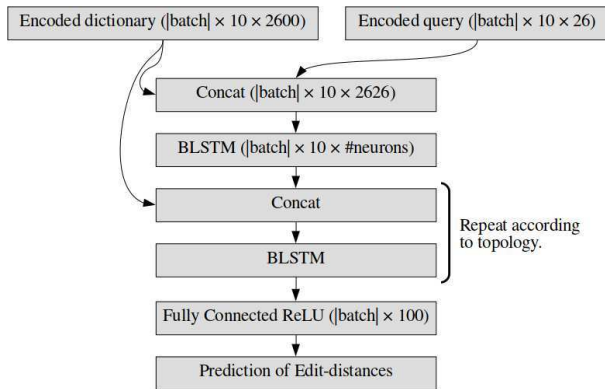 Encoded dictionary (|batch| × 10 × 2600)
Encoded query (|batch| × 10 × 26)
Concat (|batch| × 10 × 2626)
BLSTM (|batch| × 10 × #neurons)
Concat
Repeat according
to topology.
BLSTM
Fully Connected ReLU (|batch| × 100)
Prediction of Edit-distances